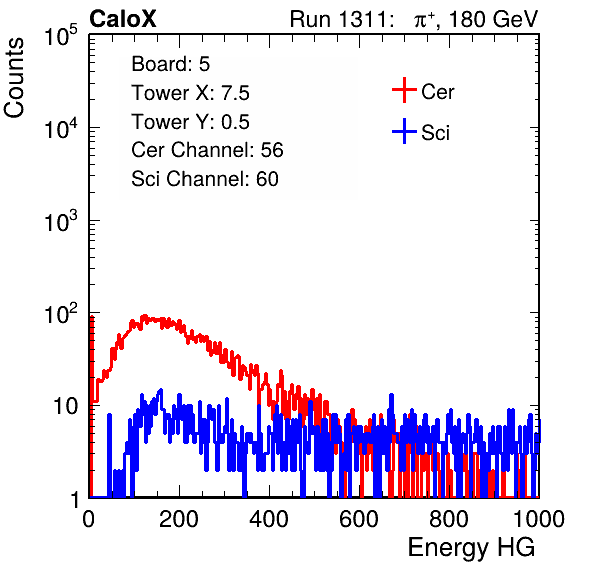 CaloX Run 1311: π⁺, 180 GeV
Counts
10⁵
10⁴
10³
10²
10
1
Board: 5
Tower X: 7.5
Tower Y: 0.5
Cer Channel: 56
Sci Channel: 60
Cer
Sci
0 200 400 600 800 1000
Energy HG